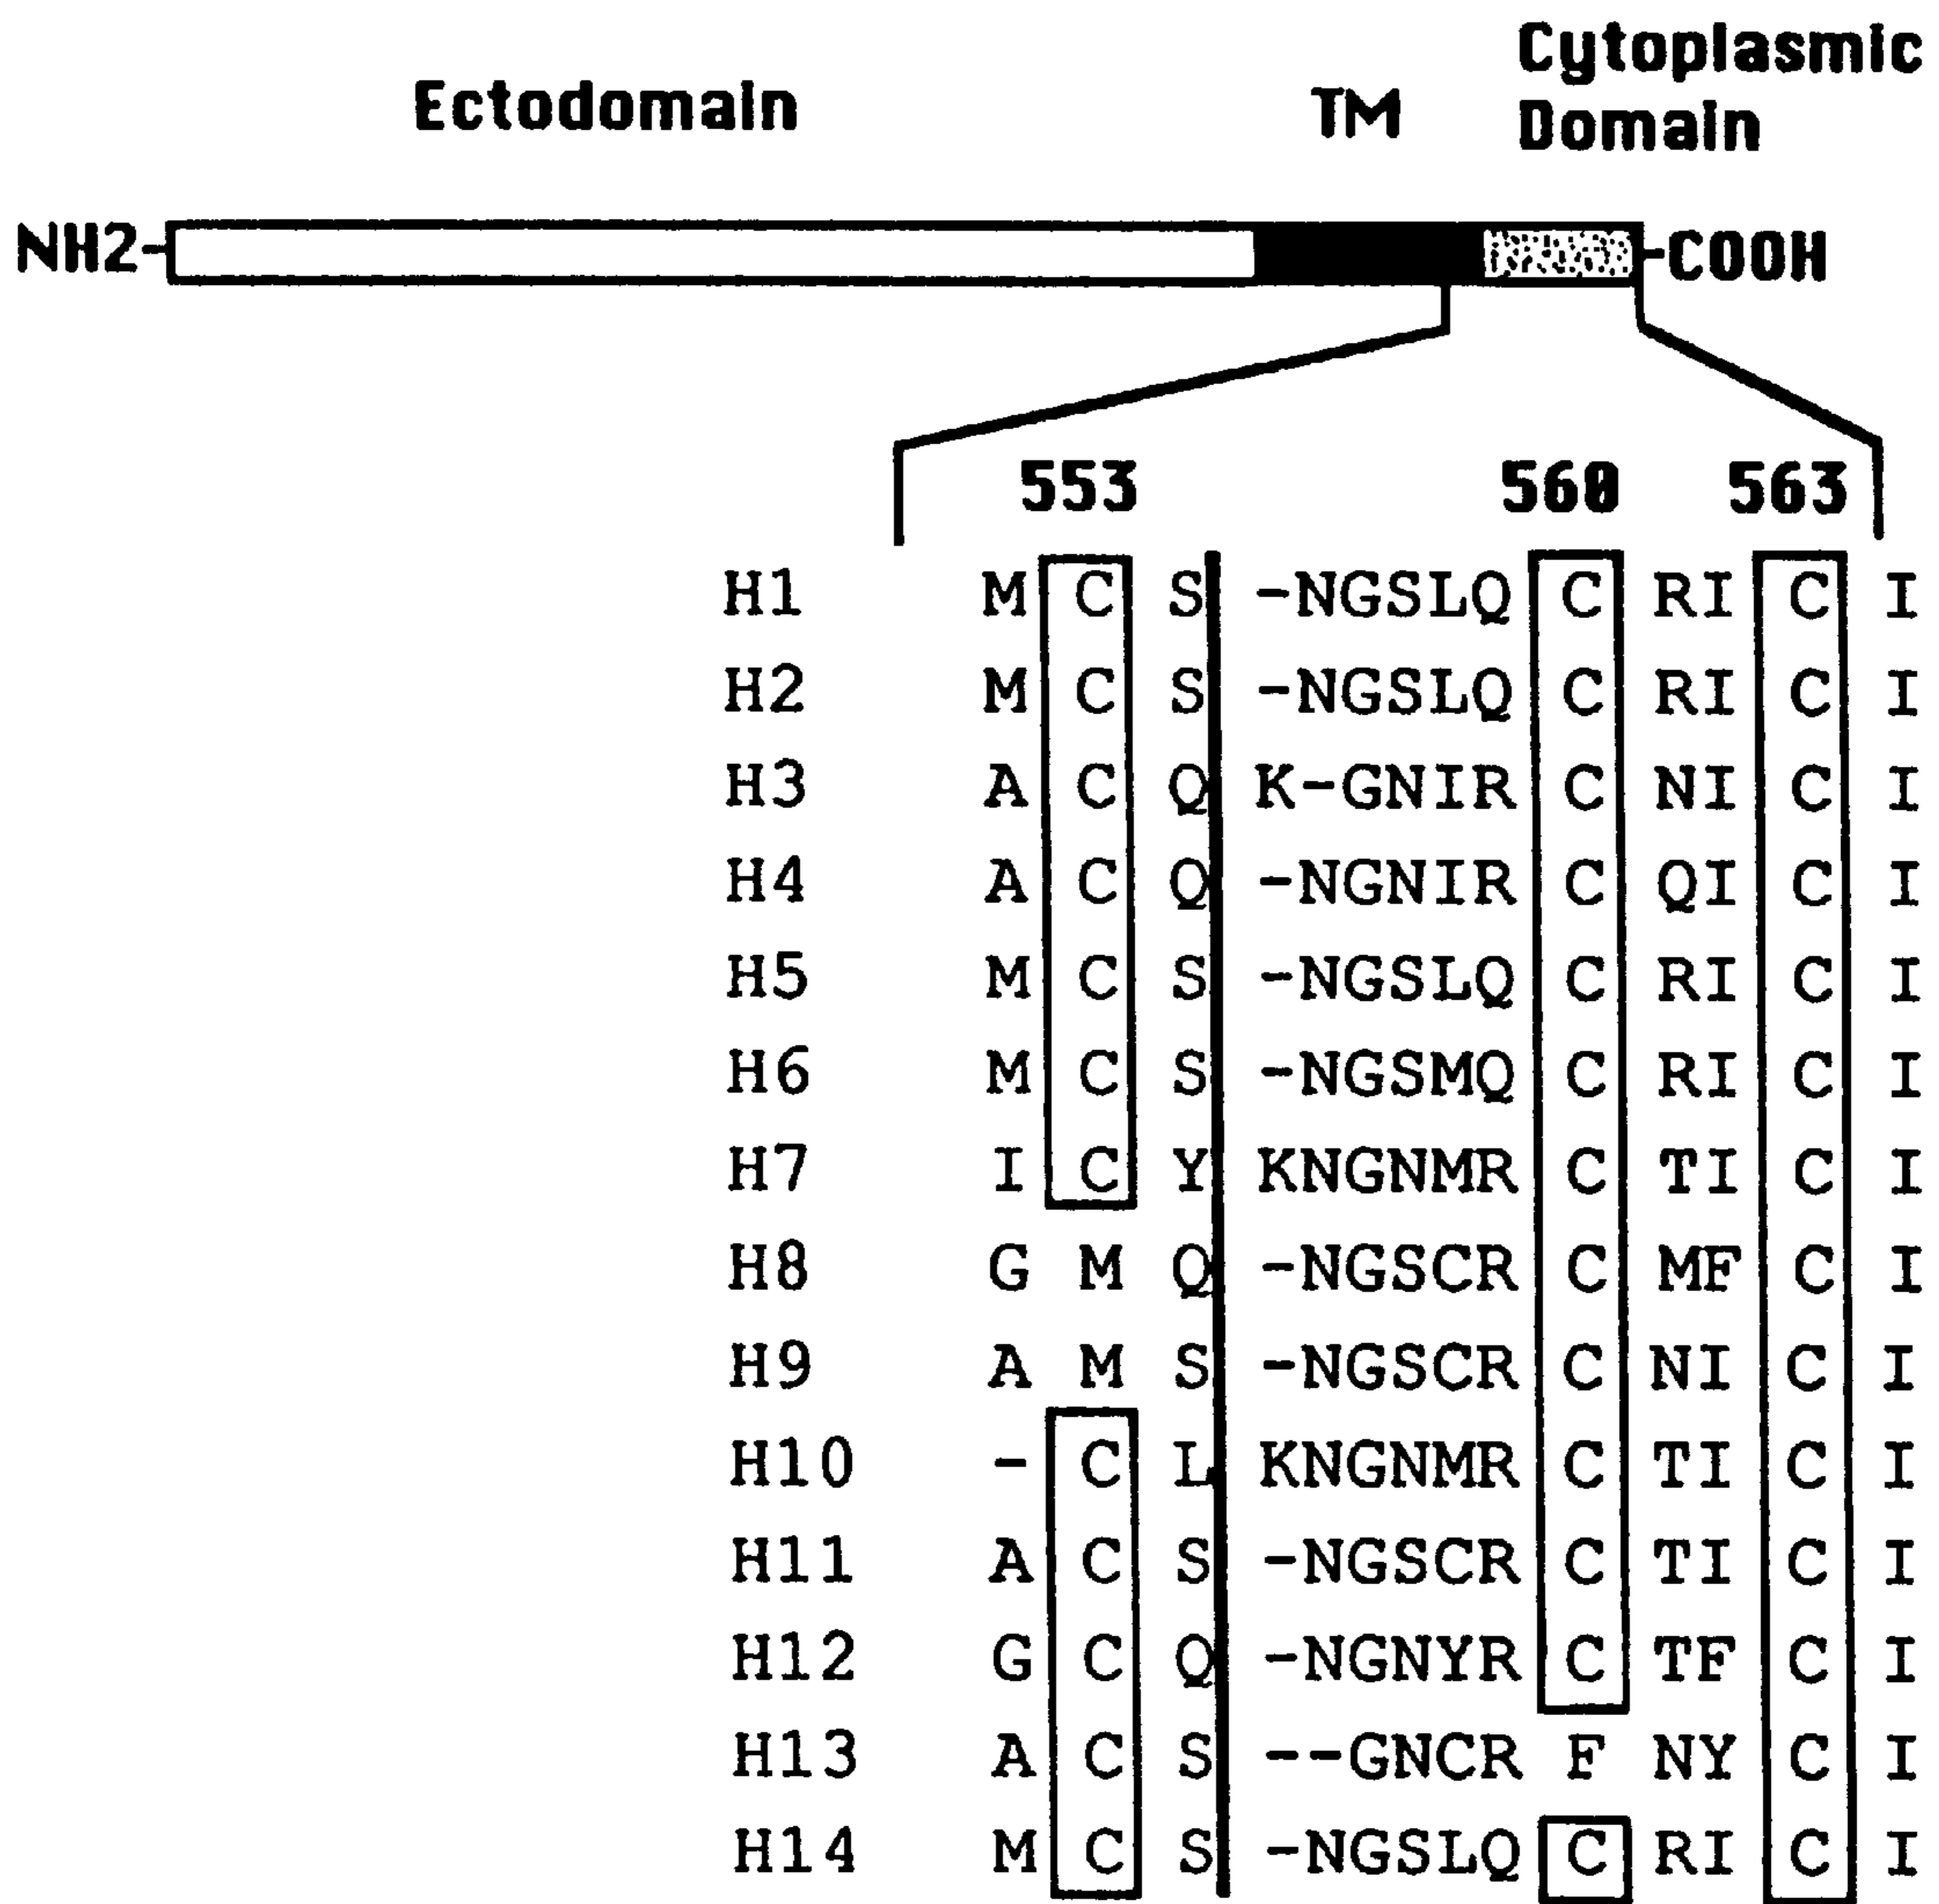 Ectodomain TM Cytoplasmic
Domain
NH2- -COOH
553 560 563
H1 M C S -NGSLQ C RI C I
H2 M C S -NGSLQ C RI C I
H3 A C Q K-GNIR C NI C I
H4 A C Q -NGNIR C QI C I
H5 M C S -NGSLQ C RI C I
H6 M C S -NGSMQ C RI C I
H7 I C Y KNGNMR C TI C I
H8 G M Q -NGSCR C MF C I
H9 A M S -NGSCR C NI C I
H10 - C L KNGNMR C TI C I
H11 A C S -NGSCR C TI C I
H12 G C Q -NGNYR C TF C I
H13 A C S --GNCR F NY C I
H14 M C S -NGSLQ C RI C I